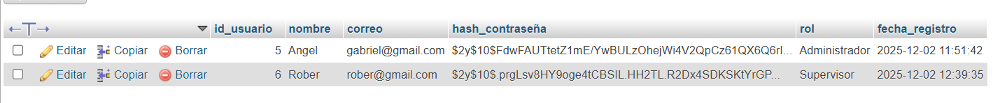 id_usuario nombre correo hash_contraseña rol fecha_registro
Editar Copiar Borrar 5 Angel gabriel@gmail.com $2y$10$FdwFAUTtetZ1mE/YwBULzOhejWi4V2QpCz61QX6Q6rl... Administrador 2025-12-02 11:51:42
Editar Copiar Borrar 6 Rober rober@gmail.com $2y$10$.prgLsv8HY9oge4tCBSIL.HH2TL.R2Dx4SDKSKtYrGP... Supervisor 2025-12-02 12:39:35